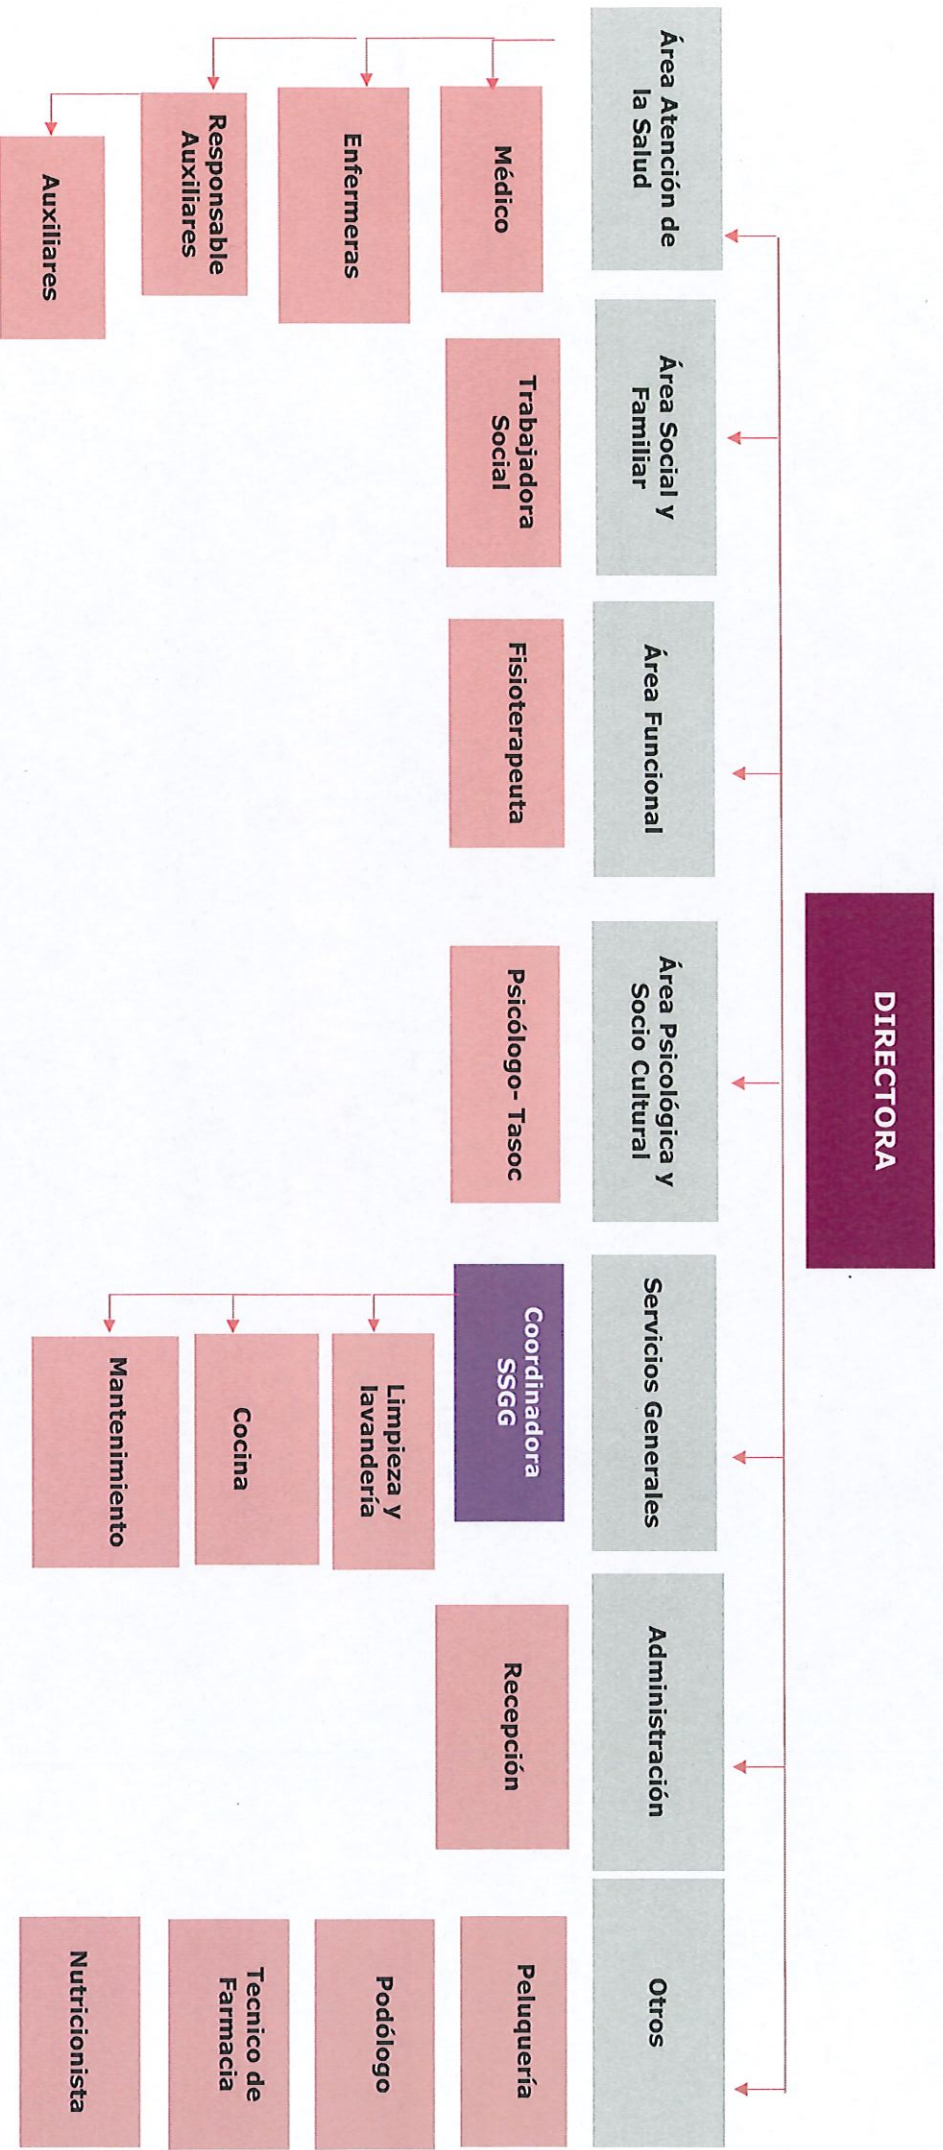 DIRECTORA
Área Atención de
la Salud
Área Social y
Familiar
Área Funcional
Área Psicológica y
Socio Cultural
Servicios Generales
Administración
Otros
Médico
Enfermeras
Responsable
Auxiliares
Auxiliares
Trabajadora
Social
Fisioterapeuta
Psicólogo- Tasoc
Coordinadora
SSGG
Limpieza y
lavandería
Cocina
Mantenimiento
Recepción
Peluquería
Podólogo
Tecnico de
Farmacia
Nutricionista